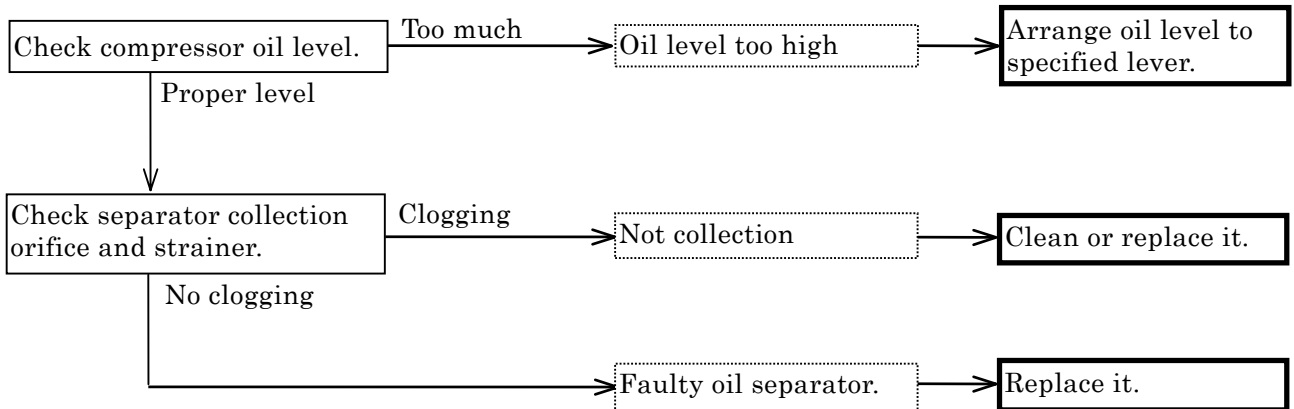 Check compressor oil level.
Too much
Oil level too high
Arrange oil level to
specified lever.
Proper level
Check separator collection
orifice and strainer.
Clogging
Not collection
Clean or replace it.
No clogging
Faulty oil separator.
Replace it.